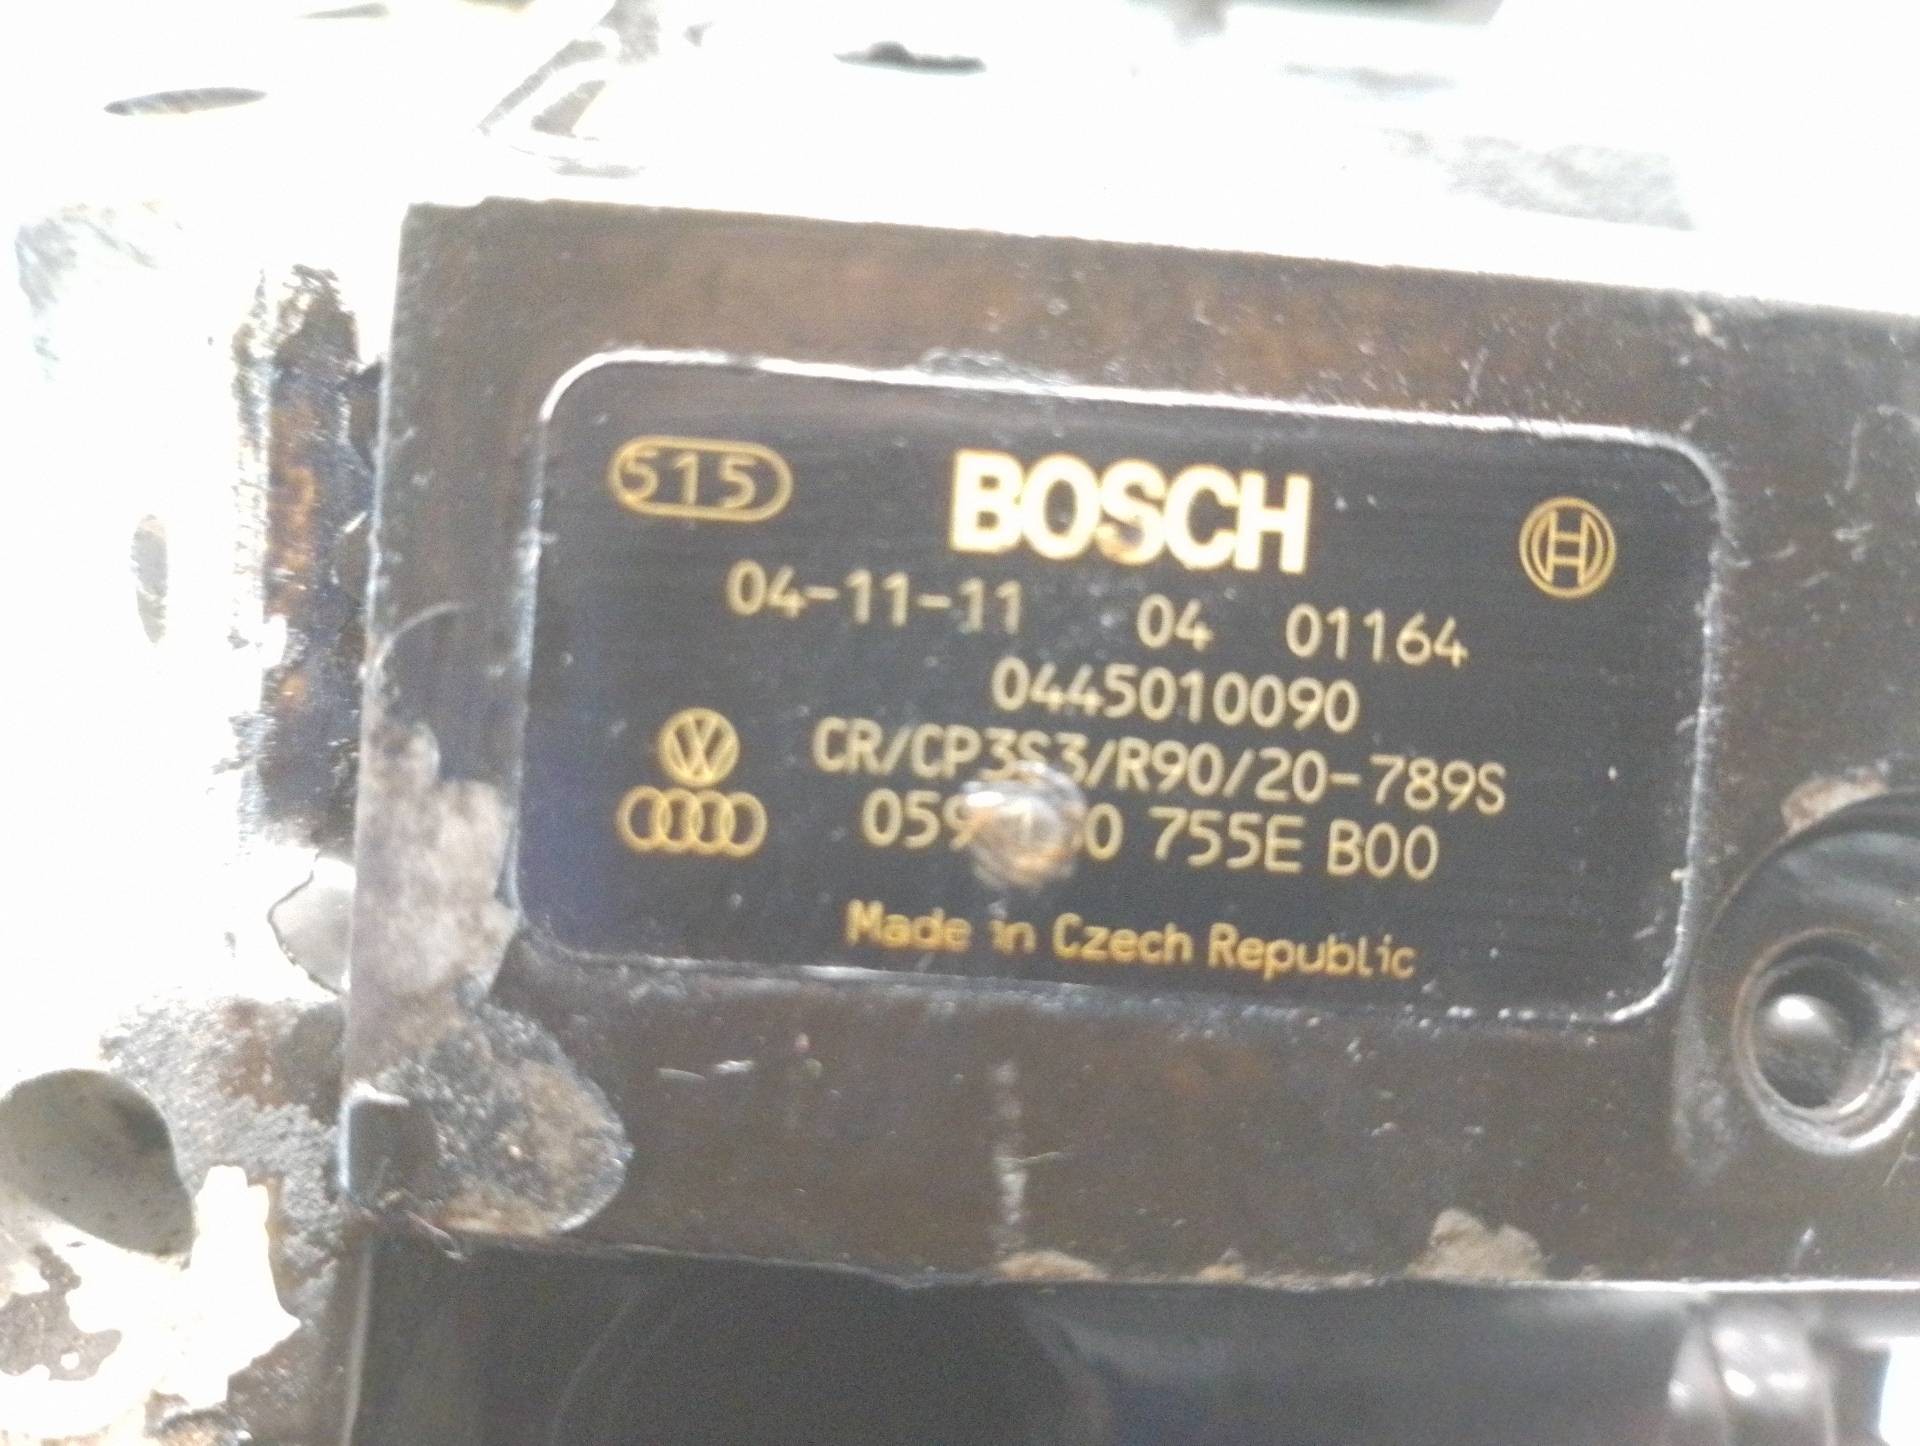 515
BOSCH
04-11-11 04 01164
0445010090
CR/CP3S3/R90/20-789S
755E B00
Made in Czech Republic